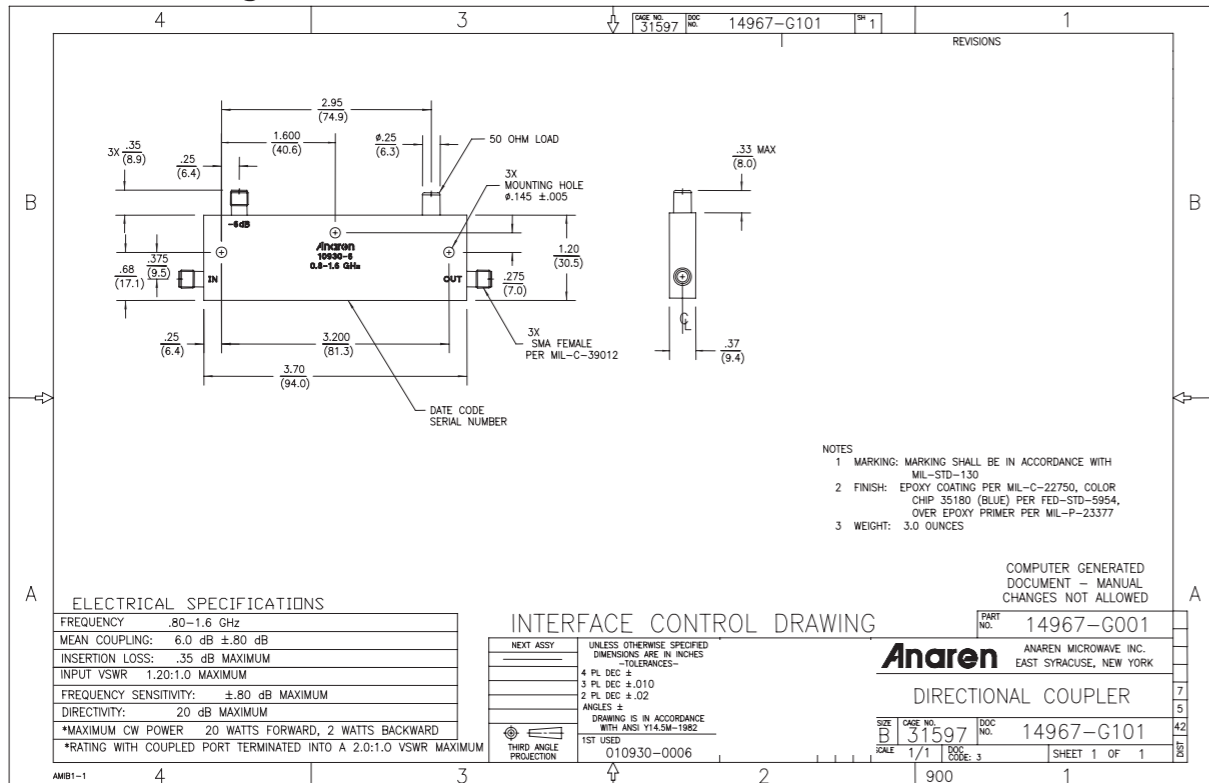 4
3
CAGE NO. 31597 DOC NO. 14967-G101 SH 1
1
REVISIONS
2.95
(74.9)
1.600
(40.6)
ø.25
(6.3)
50 OHM LOAD
3X .35
(8.9)
.25
(6.4)
3X
MOUNTING HOLE
ø.145 ±.005
.33 MAX
(8.0)
B
B
-6dB
Anaren
10930-6
0.8-1.6 GHz
IN
OUT
.68
(17.1)
.375
(9.5)
1.20
(30.5)
.275
(7.0)
3X
SMA FEMALE
PER MIL-C-39012
.25
(6.4)
3.200
(81.3)
3.70
(94.0)
CL
.37
(9.4)
DATE CODE
SERIAL NUMBER
NOTES
1 MARKING: MARKING SHALL BE IN ACCORDANCE WITH
MIL-STD-130
2 FINISH: EPOXY COATING PER MIL-C-22750, COLOR
CHIP 35180 (BLUE) PER FED-STD-5954,
OVER EPOXY PRIMER PER MIL-P-23377
3 WEIGHT: 3.0 OUNCES
COMPUTER GENERATED
DOCUMENT - MANUAL
CHANGES NOT ALLOWED
A
A
ELECTRICAL SPECIFICATIONS
FREQUENCY .80-1.6 GHz
MEAN COUPLING: 6.0 dB ±.80 dB
INSERTION LOSS: .35 dB MAXIMUM
INPUT VSWR 1.20:1.0 MAXIMUM
FREQUENCY SENSITIVITY: ±.80 dB MAXIMUM
DIRECTIVITY: 20 dB MAXIMUM
*MAXIMUM CW POWER 20 WATTS FORWARD, 2 WATTS BACKWARD
*RATING WITH COUPLED PORT TERMINATED INTO A 2.0:1.0 VSWR MAXIMUM
INTERFACE CONTROL DRAWING
NEXT ASSY
UNLESS OTHERWISE SPECIFIED
DIMENSIONS ARE IN INCHES
-TOLERANCES-
4 PL DEC ±
3 PL DEC ±.010
2 PL DEC ±.02
ANGLES ±
DRAWING IS IN ACCORDANCE
WITH ANSI Y14.5M-1982
THIRD ANGLE
PROJECTION
1ST USED
010930-0006
PART NO. 14967-G001
Anaren
ANAREN MICROWAVE INC.
EAST SYRACUSE, NEW YORK
DIRECTIONAL COUPLER
SIZE B CAGE NO. 31597 DOC NO. 14967-G101
SCALE 1/1 DOC CODE: 3 SHEET 1 OF 1
7
5
42
DIST
AMIB1-1
4
3
2
900
1